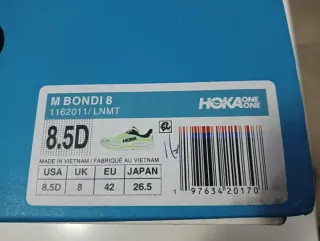 M BONDI 8
1162011/ LNMT
HOKA ONE ONE
8.5D
MADE IN VIETNAM / FABRIQUÉ AU VIETNAM
USA UK EU JAPAN
8.5D 8 42 26.5
1 97634 20170